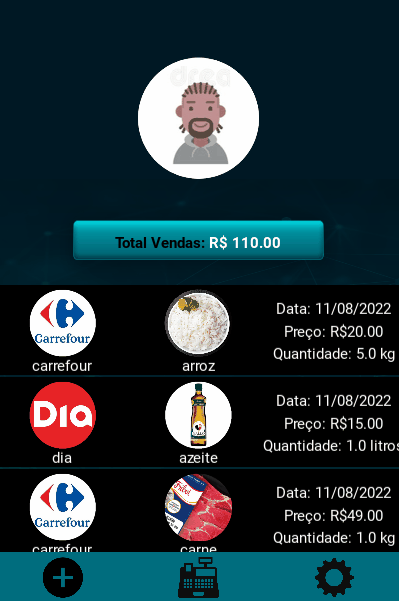 Total Vendas: R$ 110.00
Carrefour
carrefour
arroz
Data: 11/08/2022
Preço: R$20.00
Quantidade: 5.0 kg
Dia
dia
azeite
Data: 11/08/2022
Preço: R$15.00
Quantidade: 1.0 litros
Carrefour
carrefour
Friboi
carne
Data: 11/08/2022
Preço: R$49.00
Quantidade: 1.0 kg